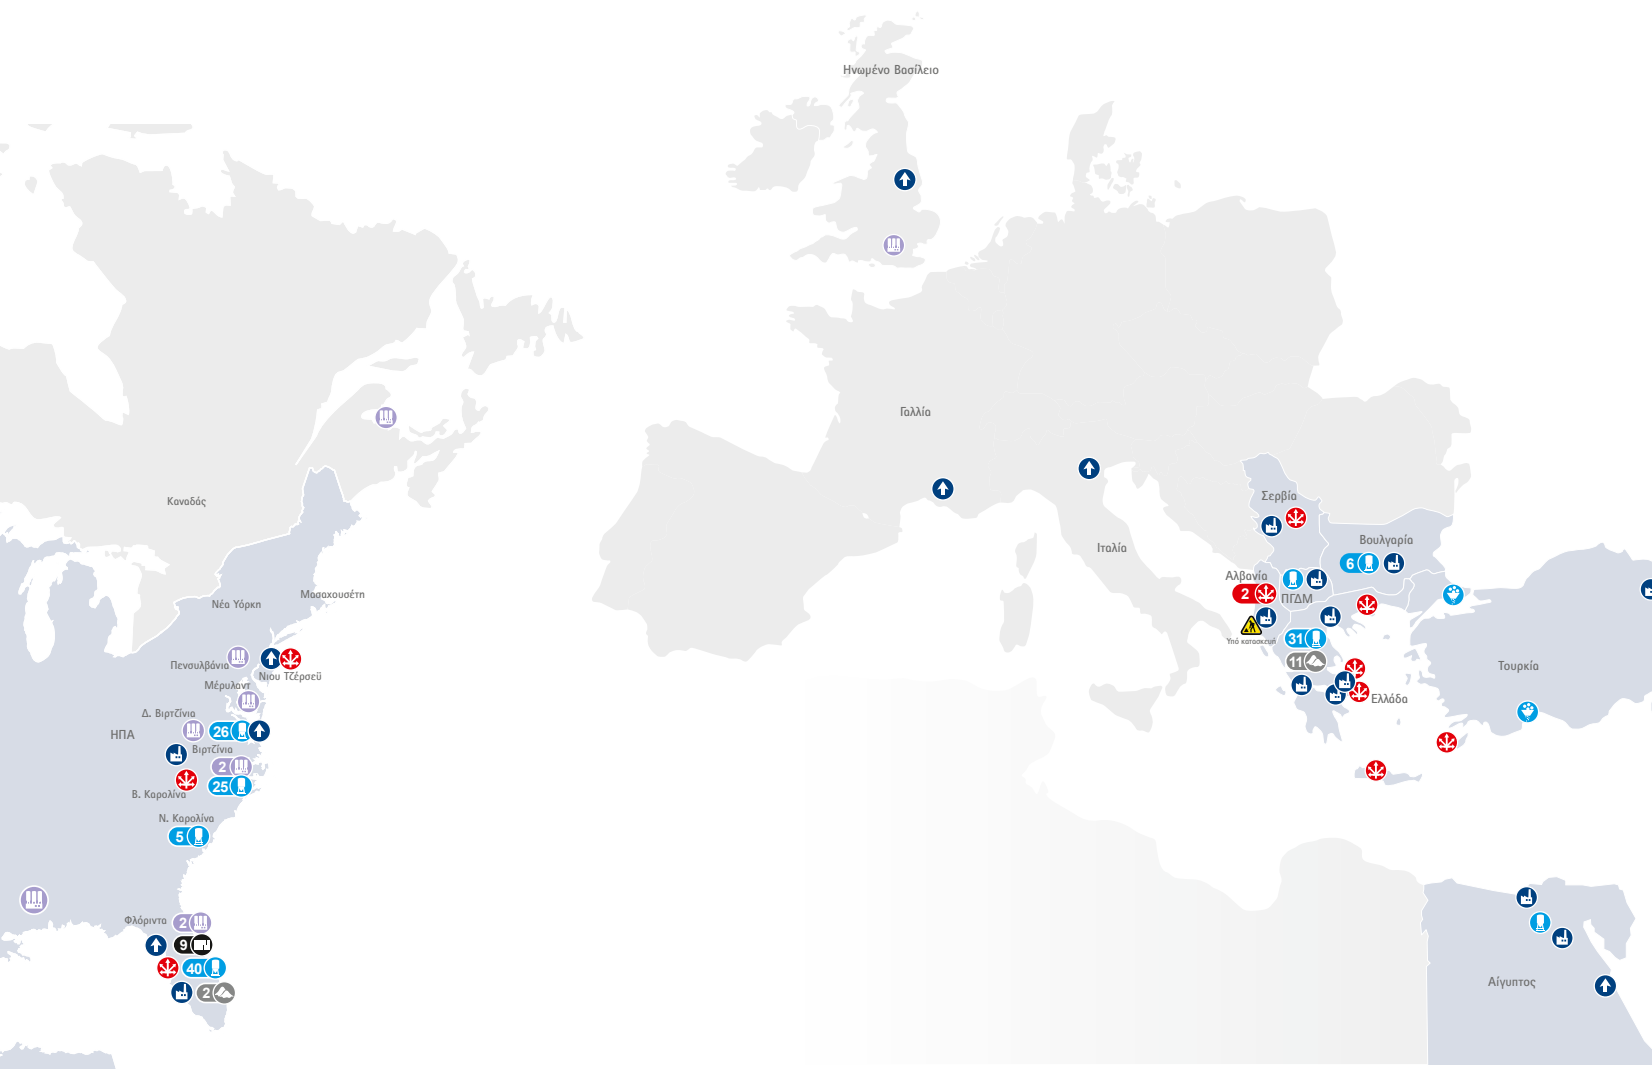 Ηνωμένο Βασίλειο
Γαλλία
Καναδάς
Σερβία
Βουλγαρία
6
Ιταλία
Αλβανία
2
ΠΓΔΜ
Μασαχουσέτη
Νέα Υόρκη
Υπό κατασκευή
31
11
Πενσυλβάνια
Νιου Τζέρσεϋ
Τουρκία
Μέρυλαντ
Ελλάδα
Δ. Βιρτζίνια
26
ΗΠΑ
Βιρτζίνια
2
25
Β. Καρολίνα
Ν. Καρολίνα
5
Φλόριντα
2
9
40
2
Αίγυπτος